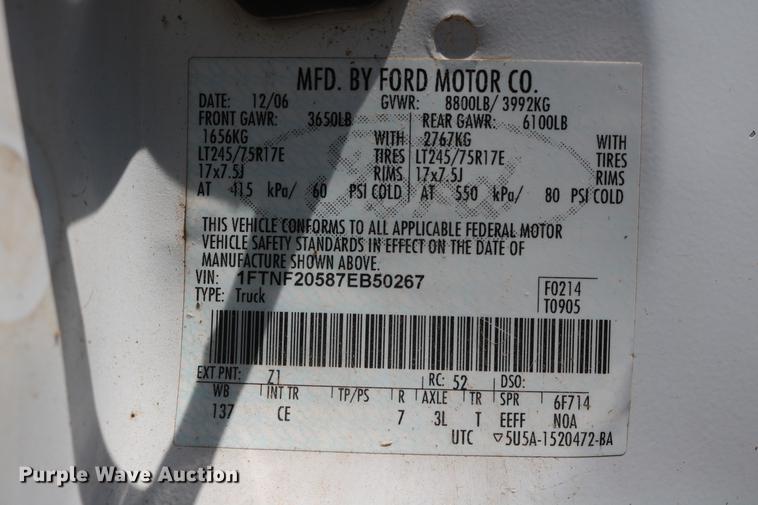 MFD. BY FORD MOTOR CO.
DATE: 12/06 GVWR: 8800LB/ 3992KG
FRONT GAWR: 3650LB REAR GAWR: 6100LB
1656KG WITH 2767KG WITH
LT245/75R17E TIRES LT245/75R17E TIRES
17x7.5J RIMS 17x7.5J RIMS
AT 415 kPa/ 60 PSI COLD AT 550 kPa/ 80 PSI COLD
THIS VEHICLE CONFORMS TO ALL APPLICABLE FEDERAL MOTOR
VEHICLE SAFETY STANDARDS IN EFFECT ON THE DATE OF
MANUFACTURE SHOWN ABOVE.
VIN: 1FTNF20587EB50267 F0214
TYPE: Truck T0905
EXT PNT: Z1 RC: 52 DSO:
WB INT TR TP/PS R AXLE TR SPR 6F714
137 CE 7 3L T EEFF NOA
UTC ▽5U5A-1520472-BA
Purple Wave Auction